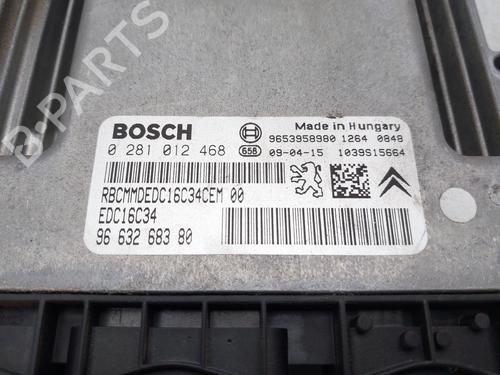 BOSCH
Made in Hungary
9653958980 1264 0848
0 281 012 468
658
09-04-15 1039S15664
RBCMMDEDC16C34CEM 00
EDC16C34
96 632 683 80
B-PARTS